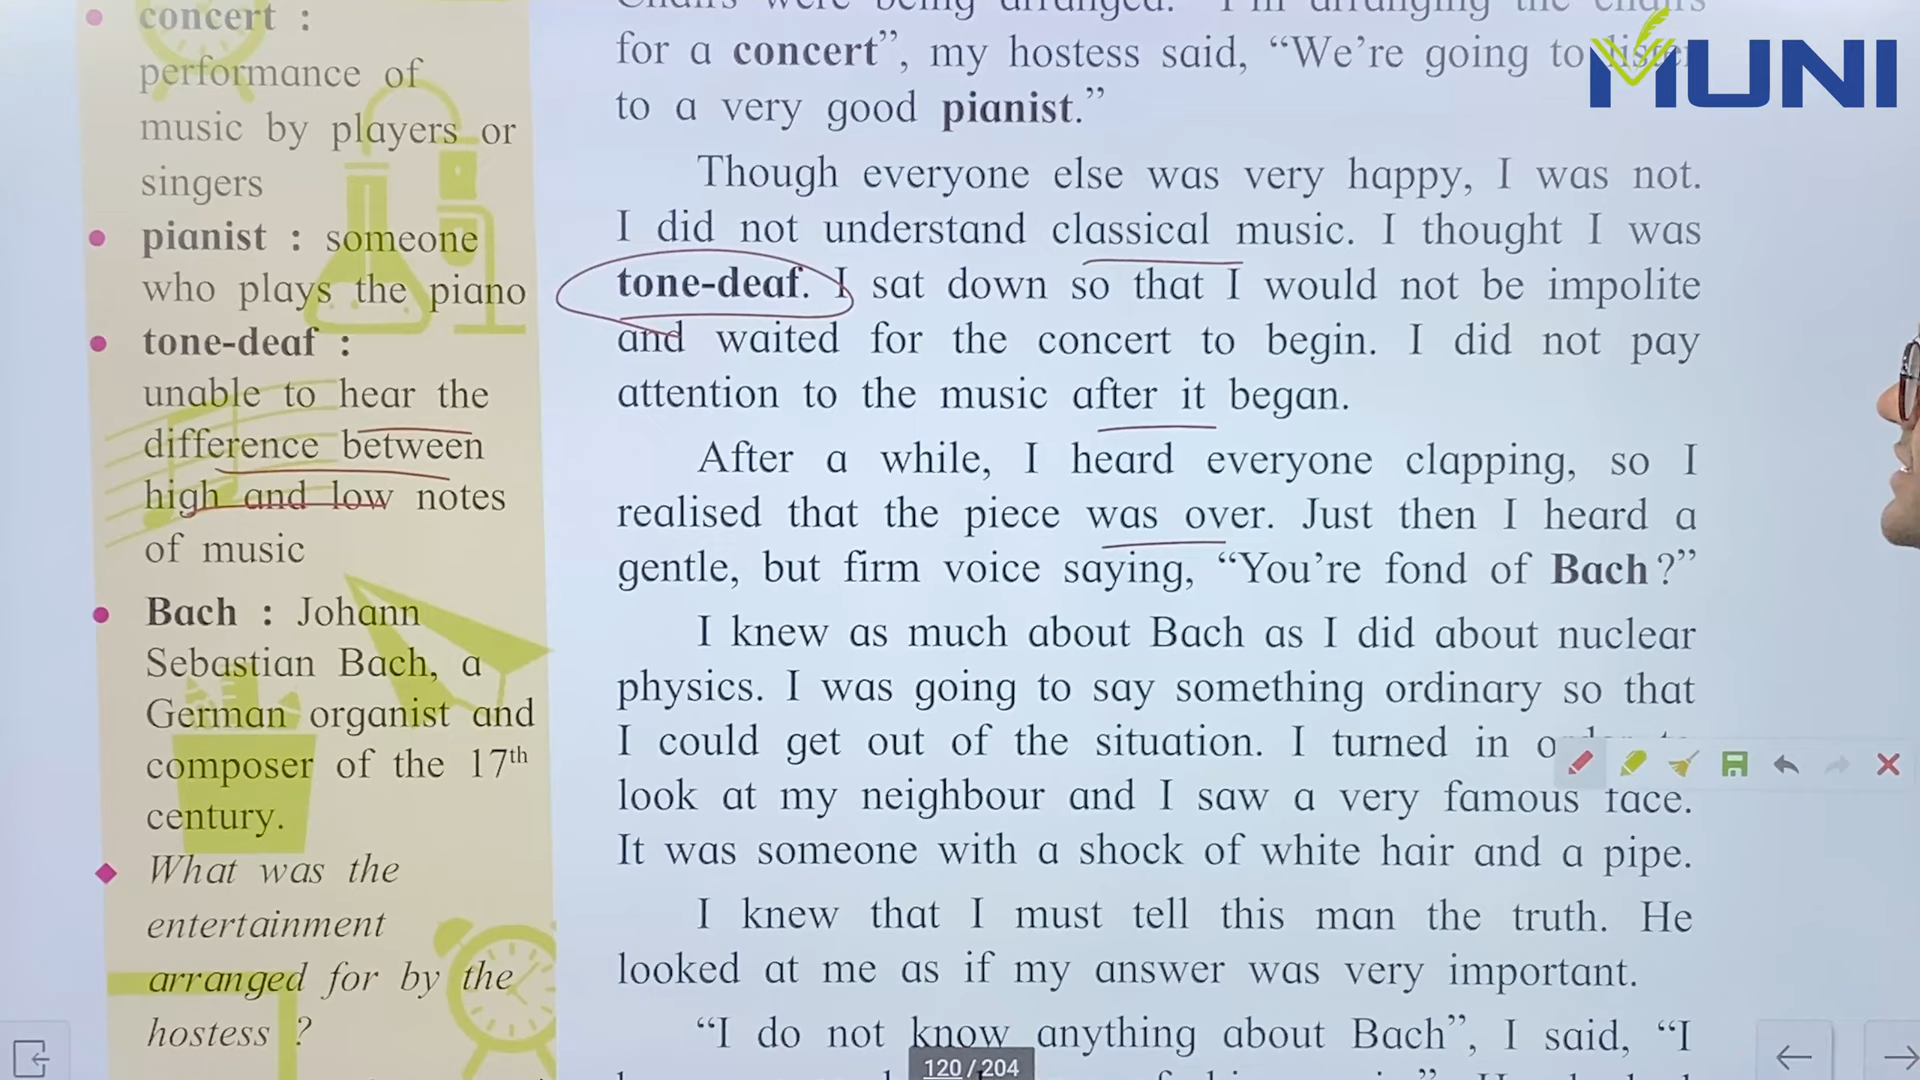 concert :
performance of
music by players or
singers
pianist : someone
who plays the piano
tone-deaf :
unable to hear the
difference between
high and low notes
of music
Bach : Johann
Sebastian Bach, a
German organist and
composer of the 17th
century.
What was the
entertainment
arranged for by the
hostess ?
Chairs were being arranged. "I'm arranging the chairs
for a concert”, my hostess said, “We’re going to listen
to a very good pianist.”
Though everyone else was very happy, I was not.
I did not understand classical music. I thought I was
tone-deaf. I sat down so that I would not be impolite
and waited for the concert to begin. I did not pay
attention to the music after it began.
After a while, I heard everyone clapping, so I
realised that the piece was over. Just then I heard a
gentle, but firm voice saying, “You’re fond of Bach?”
I knew as much about Bach as I did about nuclear
physics. I was going to say something ordinary so that
I could get out of the situation. I turned in order to
look at my neighbour and I saw a very famous face.
It was someone with a shock of white hair and a pipe.
I knew that I must tell this man the truth. He
looked at me as if my answer was very important.
“I do not know anything about Bach”, I said, “I
MUNI
120 / 204